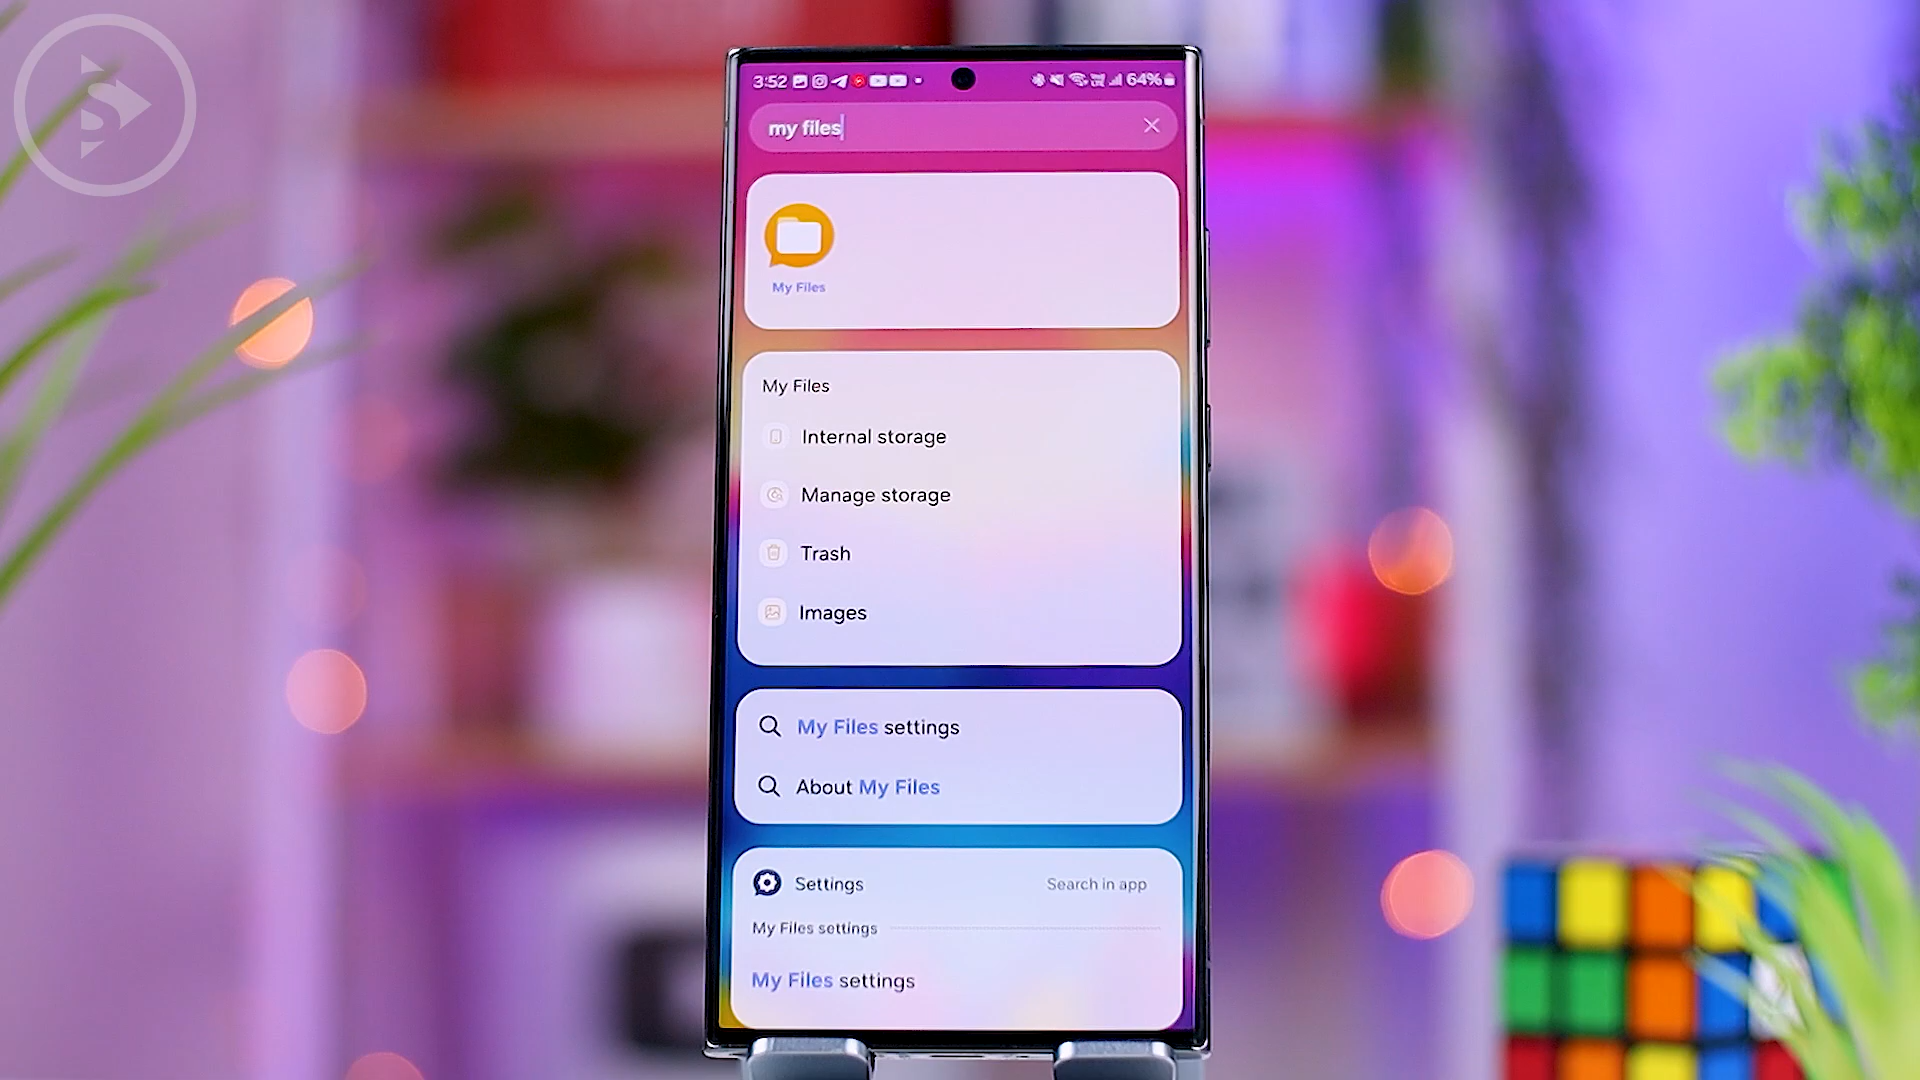 S
3:52 64%
my files
My Files
My Files
Internal storage
Manage storage
Trash
Images
My Files settings
About My Files
Settings Search in app
My Files settings
My Files settings